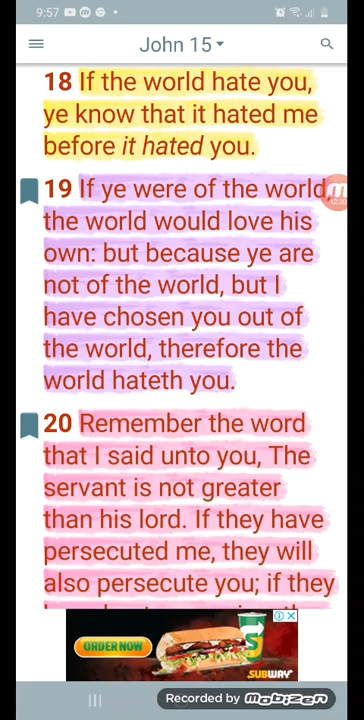 9:57
John 15
18 If the world hate you,
ye know that it hated me
before it hated you.
19 If ye were of the world,
the world would love his
own: but because ye are
not of the world, but I
have chosen you out of
the world, therefore the
world hateth you.
12:20
20 Remember the word
that I said unto you, The
servant is not greater
than his lord. If they have
persecuted me, they will
also persecute you; if they
ORDER NOW
SUBWAY
Recorded by mobizen